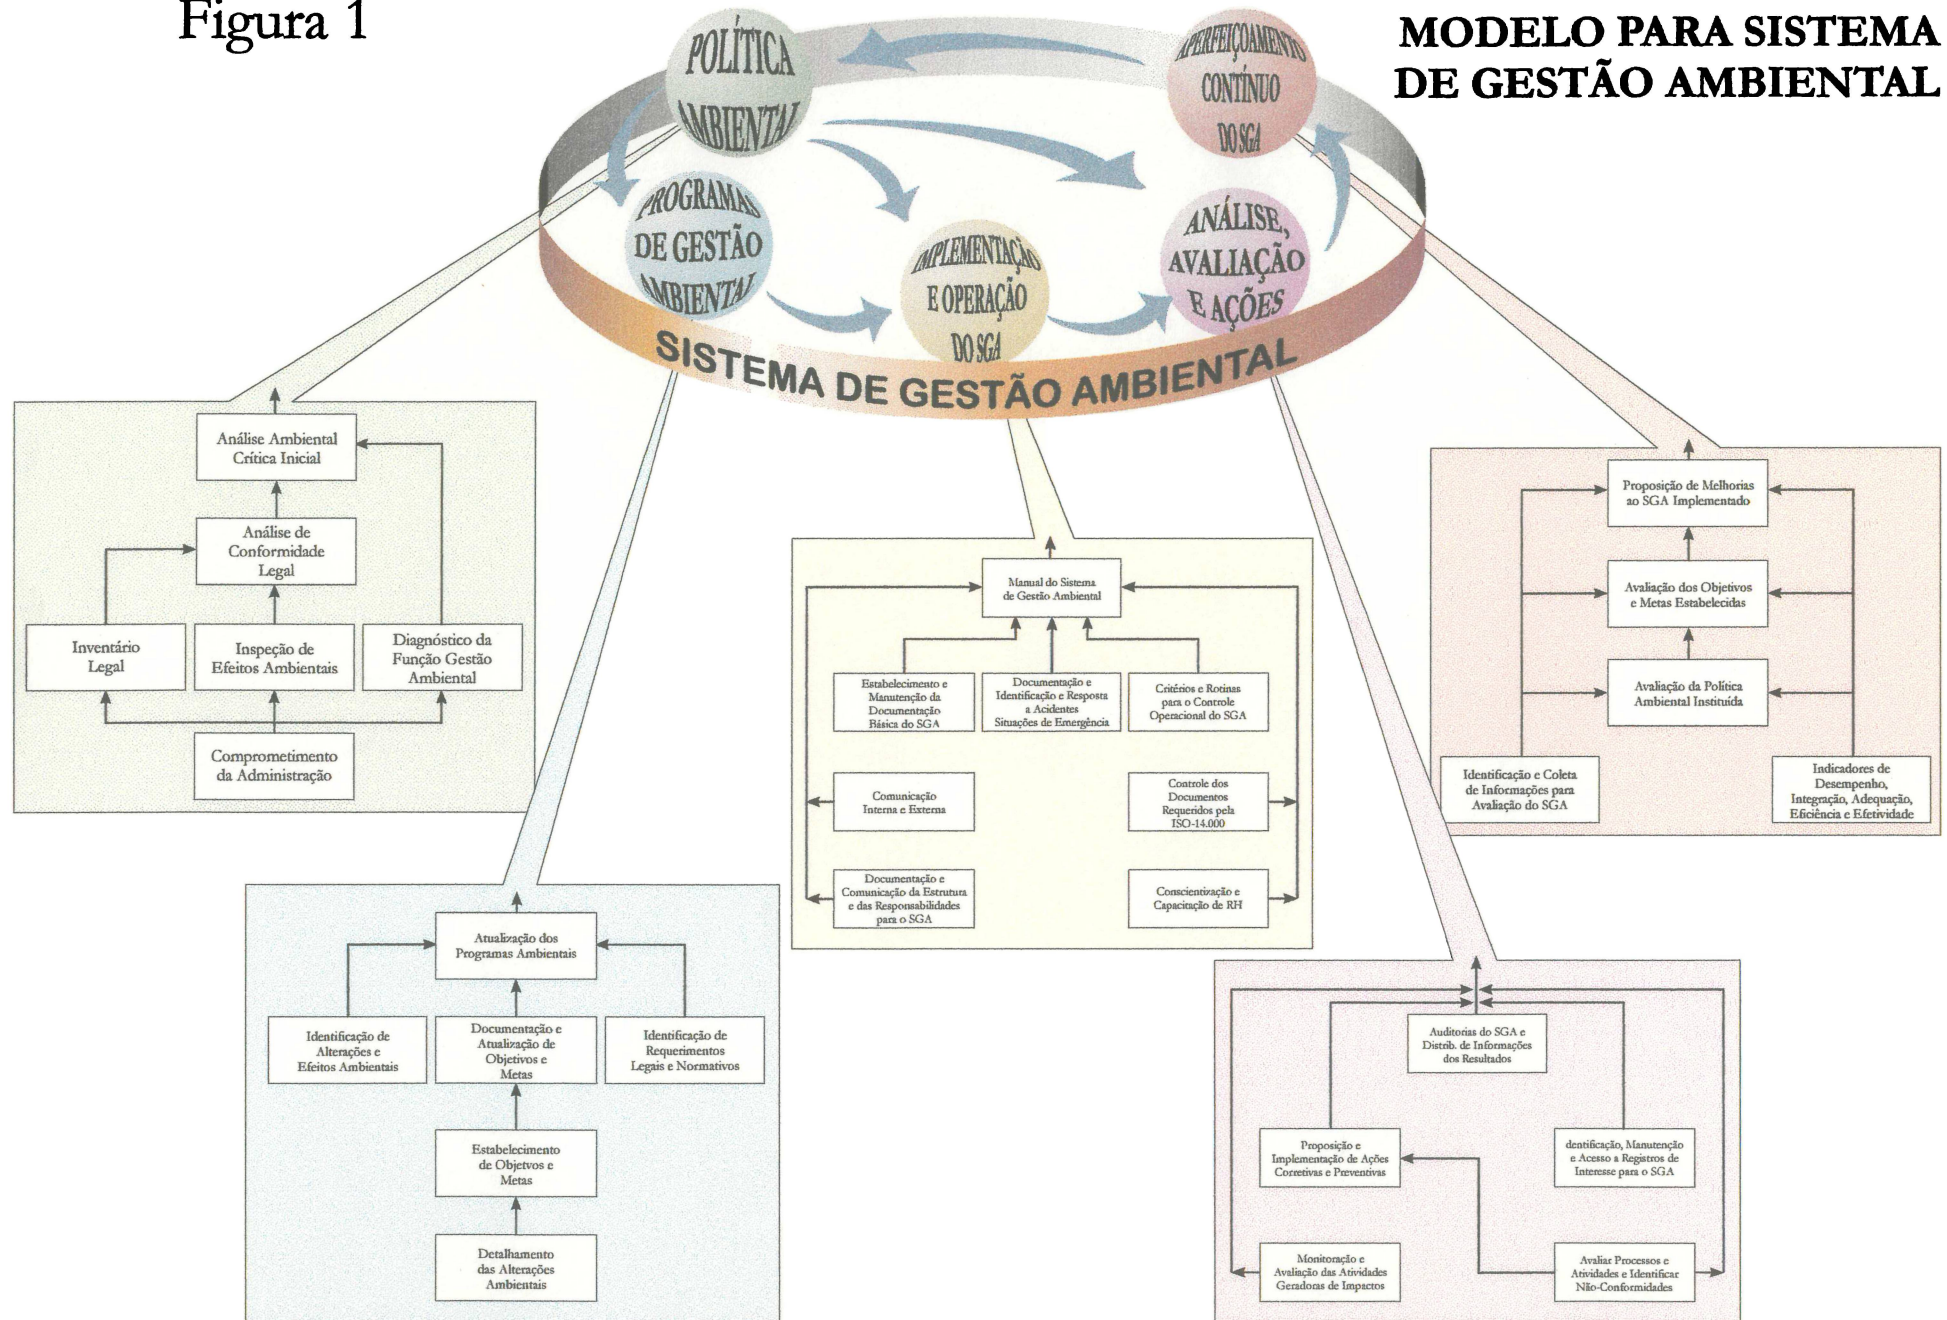 Figura 1
MODELO PARA SISTEMA
DE GESTÃO AMBIENTAL
POLÍTICA
AMBIENTAL
APERFEIÇOAMENTO
CONTÍNUO
DO SGA
PROGRAMAS
DE GESTÃO
AMBIENTAL
IMPLEMENTAÇÃO
E OPERAÇÃO
DO SGA
ANÁLISE,
AVALIAÇÃO
E AÇÕES
SISTEMA DE GESTÃO AMBIENTAL
Análise Ambiental
Crítica Inicial
Análise de
Conformidade
Legal
Inventário
Legal
Inspeção de
Efeitos Ambientais
Diagnóstico da
Função Gestão
Ambiental
Comprometimento
da Administração
Atualização dos
Programas Ambientais
Identificação de
Alterações e
Efeitos Ambientais
Documentação e
Atualização de
Objetivos e
Metas
Identificação de
Requerimentos
Legais e Normativos
Estabelecimento
de Objetvos e
Metas
Detalhamento
das Alterações
Ambientais
Manual do Sistema
de Gestão Ambiental
Estabelecimento e
Manutenção da
Documentação
Básica do SGA
Documentação e
Identificação e Resposta
a Acidentes
Situações de Emergência
Critérios e Rotinas
para o Controle
Operacional do SGA
Comunicação
Interna e Externa
Controle dos
Documentos
Requeridos pela
ISO-14.000
Documentação e
Comunicação da Estrutura
e das Responsabilidades
para o SGA
Conscientização e
Capacitação de RH
Auditorias do SGA e
Distrib. de Informações
dos Resultados
Proposição e
Implementação de Ações
Corretivas e Preventivas
dentificação, Manutenção
e Acesso a Registros de
Interesse para o SGA
Monitoração e
Avaliação das Atividades
Geradoras de Impactos
Avaliar Processos e
Atividades e Identificar
Não-Conformidades
Proposição de Melhorias
ao SGA Implementado
Avaliação dos Objetivos
e Metas Estabelecidas
Avaliação da Política
Ambiental Instituída
Identificação e Coleta
de Informações para
Avaliação do SGA
Indicadores de
Desempenho,
Integração, Adequação,
Eficiência e Efetividade